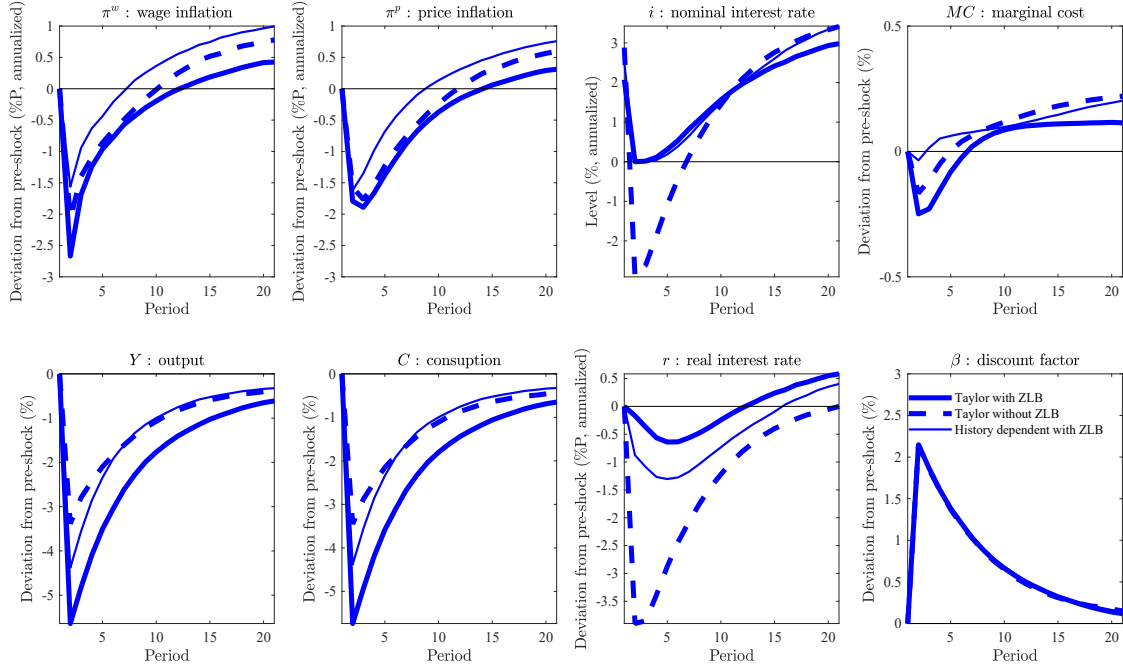 π^w : wage inflation
Deviation from pre-shock (%P, annualized)
1
0.5
0
-0.5
-1
-1.5
-2
-2.5
-3
5 10 15 20
Period
π^p : price inflation
Deviation from pre-shock (%P, annualized)
1
0.5
0
-0.5
-1
-1.5
-2
-2.5
-3
5 10 15 20
Period
i : nominal interest rate
Level (%, annualized)
3
2
1
0
-1
-2
5 10 15 20
Period
MC : marginal cost
Deviation from pre-shock (%)
0.5
0
-0.5
5 10 15 20
Period
Y : output
Deviation from pre-shock (%)
0
-1
-2
-3
-4
-5
5 10 15 20
Period
C : consuption
Deviation from pre-shock (%)
0
-1
-2
-3
-4
-5
5 10 15 20
Period
r : real interest rate
Deviation from pre-shock (%P, annualized)
0.5
0
-0.5
-1
-1.5
-2
-2.5
-3
-3.5
5 10 15 20
Period
β : discount factor
Deviation from pre-shock (%)
3
2.5
2
1.5
1
0.5
0
Taylor with ZLB
Taylor without ZLB
History dependent with ZLB
5 10 15 20
Period